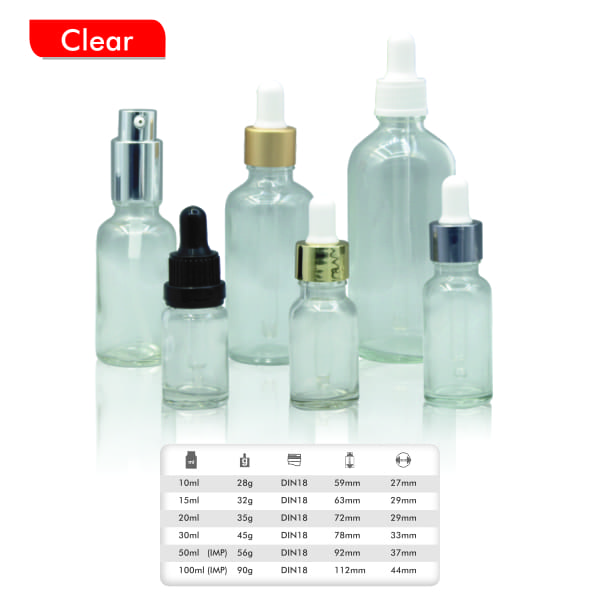 Clear
ml g
10ml 28g DIN18 59mm 27mm
15ml 32g DIN18 63mm 29mm
20ml 35g DIN18 72mm 29mm
30ml 45g DIN18 78mm 33mm
50ml (IMP) 56g DIN18 92mm 37mm
100ml (IMP) 90g DIN18 112mm 44mm